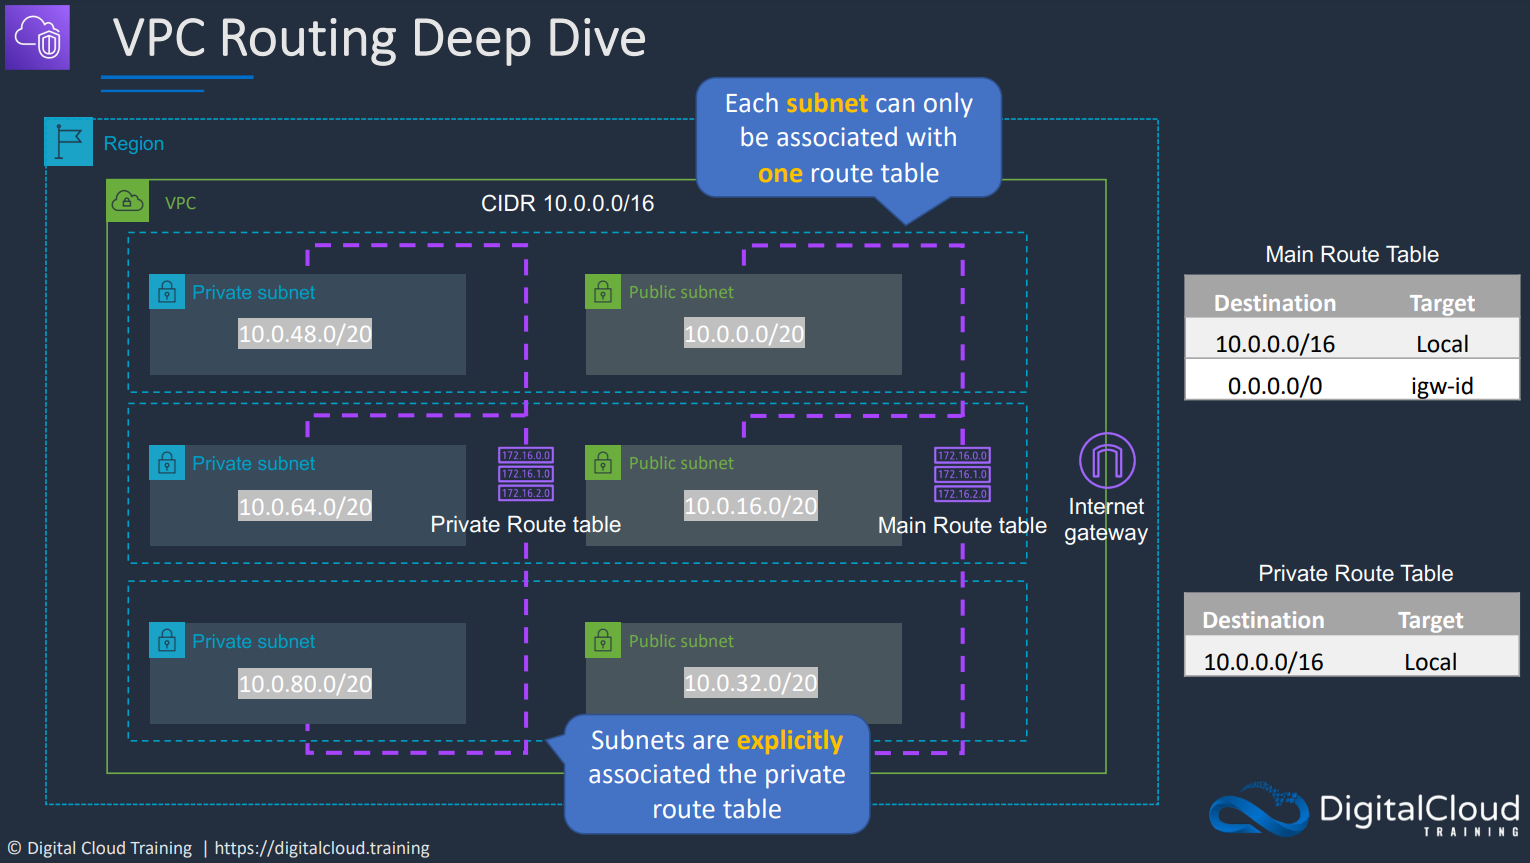 VPC Routing Deep Dive
Each subnet can only
be associated with
one route table
Region
VPC
CIDR 10.0.0.0/16
Private subnet
10.0.48.0/20
Public subnet
10.0.0.0/20
Private subnet
10.0.64.0/20
172.16.0.0
172.16.1.0
172.16.2.0
Private Route table
Public subnet
10.0.16.0/20
172.16.0.0
172.16.1.0
172.16.2.0
Main Route table
Internet
gateway
Private subnet
10.0.80.0/20
Public subnet
10.0.32.0/20
Subnets are explicitly
associated the private
route table
Main Route Table
Destination Target
10.0.0.0/16 Local
0.0.0.0/0 igw-id
Private Route Table
Destination Target
10.0.0.0/16 Local
DigitalCloud
TRAINING
© Digital Cloud Training | https://digitalcloud.training